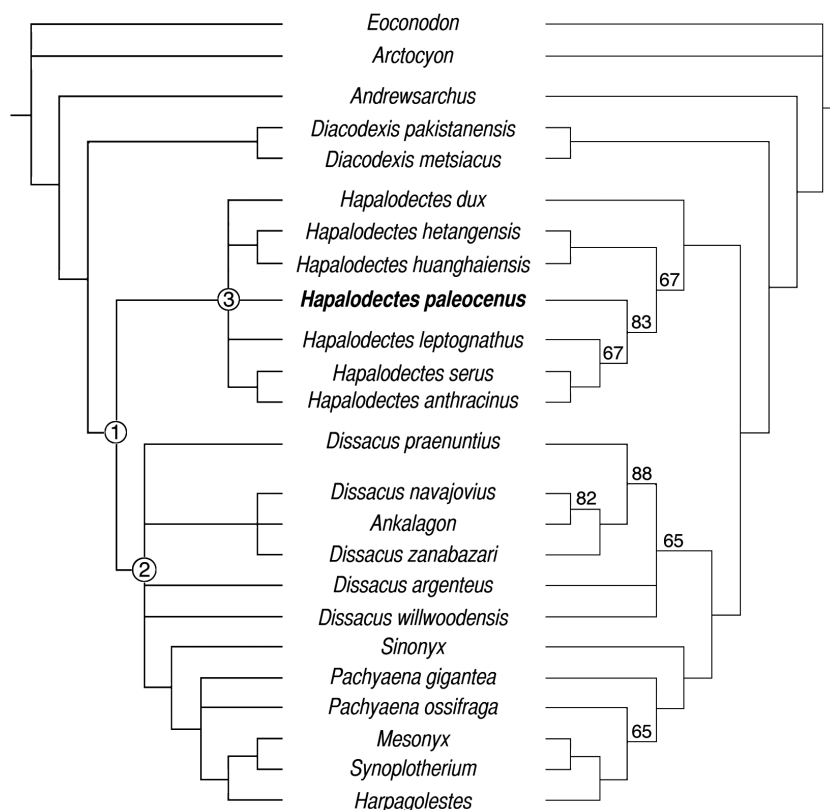 Eoconodon
Arctocyon
Andrewsarchus
Diacodexis pakistanensis
Diacodexis metsiacus
Hapalodectes dux
Hapalodectes hetangensis
Hapalodectes huanghaiensis
67
3
Hapalodectes paleocenus
83
Hapalodectes leptognathus
67
Hapalodectes serus
Hapalodectes anthracinus
1
Dissacus praenuntius
88
Dissacus navajovius
82
Ankalagon
Dissacus zanabazari
65
2
Dissacus argenteus
Dissacus willwoodensis
Sinonyx
Pachyaena gigantea
Pachyaena ossifraga
65
Mesonyx
Synoplotherium
Harpagolestes